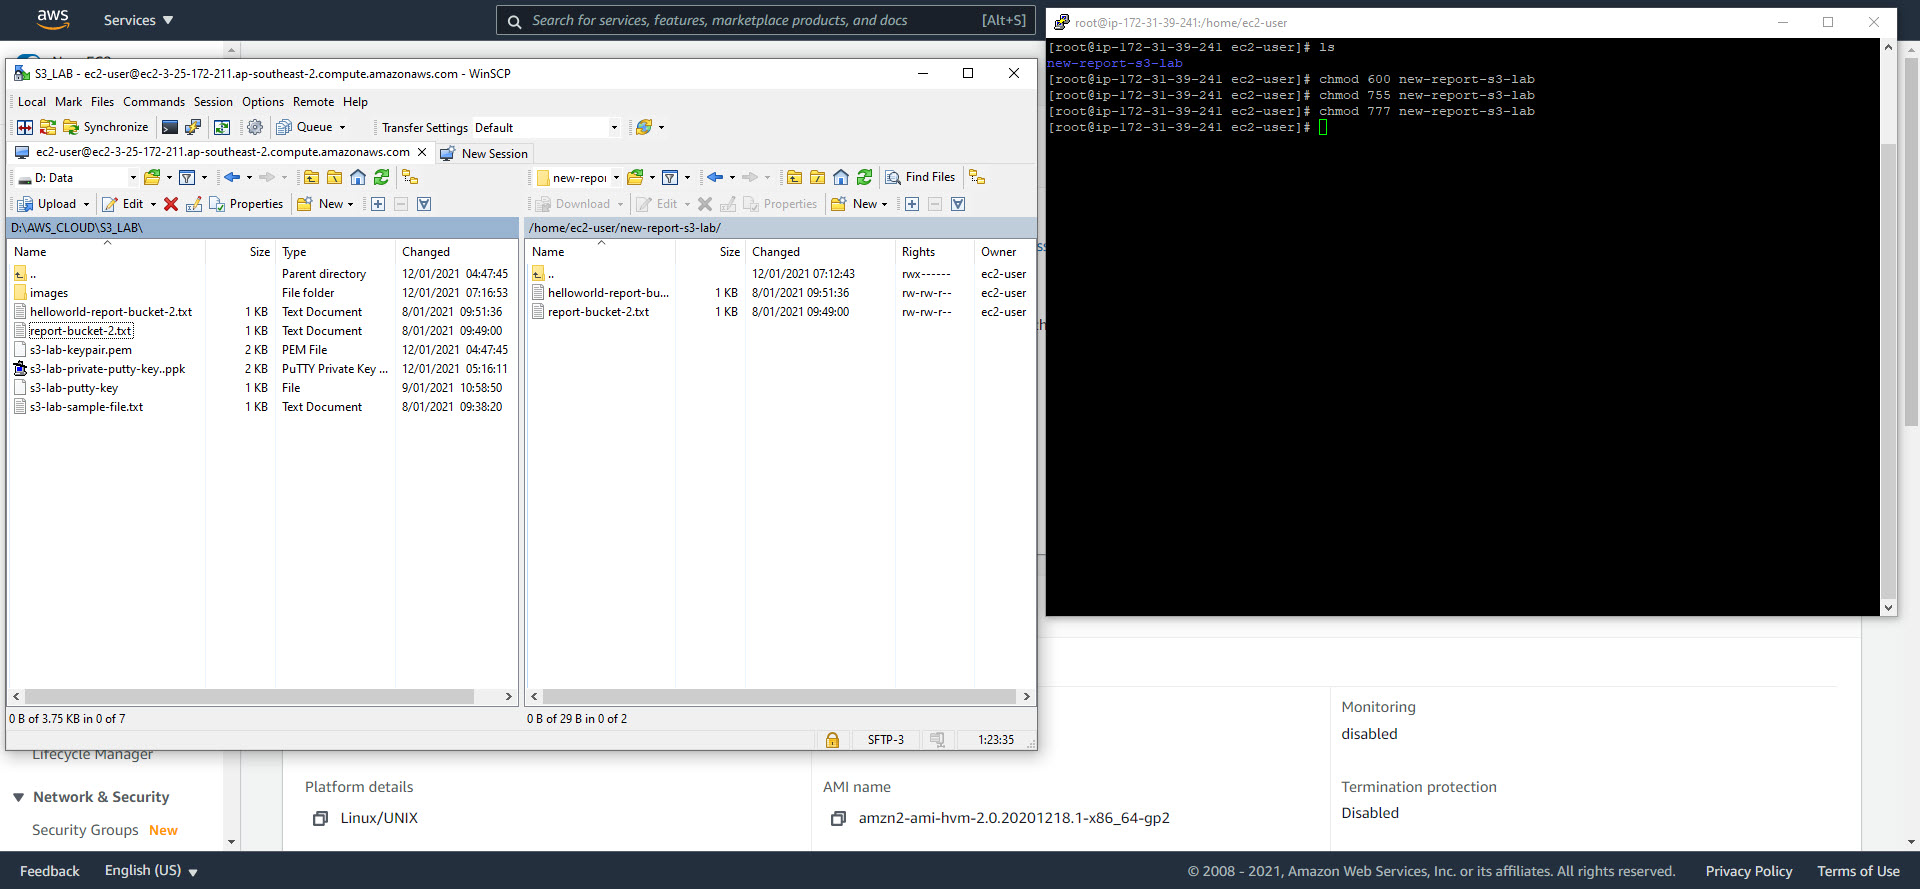 aws
Services
Search for services, features, marketplace products, and docs
[Alt+S]
S3_LAB - ec2-user@ec2-3-25-172-211.ap-southeast-2.compute.amazonaws.com - WinSCP
Local Mark Files Commands Session Options Remote Help
Synchronize Queue Transfer Settings Default
ec2-user@ec2-3-25-172-211.ap-southeast-2.compute.amazonaws.com New Session
D: Data
Upload Edit Properties New
D:\AWS_CLOUD\S3_LAB\
Name Size Type Changed
.. Parent directory 12/01/2021 04:47:45
images File folder 12/01/2021 07:16:53
helloworld-report-bucket-2.txt 1 KB Text Document 8/01/2021 09:51:36
report-bucket-2.txt 1 KB Text Document 8/01/2021 09:49:00
s3-lab-keypair.pem 2 KB PEM File 12/01/2021 04:47:45
s3-lab-private-putty-key..ppk 2 KB PuTTY Private Key ... 12/01/2021 05:16:11
s3-lab-putty-key 1 KB File 9/01/2021 10:58:50
s3-lab-sample-file.txt 1 KB Text Document 8/01/2021 09:38:20
0 B of 3.75 KB in 0 of 7
new-repor Find Files
Download Edit Properties New
/home/ec2-user/new-report-s3-lab/
Name Size Changed Rights Owner
.. 12/01/2021 07:12:43 rwx------ ec2-user
helloworld-report-bu... 1 KB 8/01/2021 09:51:36 rw-rw-r-- ec2-user
report-bucket-2.txt 1 KB 8/01/2021 09:49:00 rw-rw-r-- ec2-user
0 B of 29 B in 0 of 2
SFTP-3 1:23:35
root@ip-172-31-39-241:/home/ec2-user
[root@ip-172-31-39-241 ec2-user]# ls
new-report-s3-lab
[root@ip-172-31-39-241 ec2-user]# chmod 600 new-report-s3-lab
[root@ip-172-31-39-241 ec2-user]# chmod 755 new-report-s3-lab
[root@ip-172-31-39-241 ec2-user]# chmod 777 new-report-s3-lab
[root@ip-172-31-39-241 ec2-user]#
Lifecycle Manager
Network & Security
Security Groups New
Platform details
Linux/UNIX
AMI name
amzn2-ami-hvm-2.0.20201218.1-x86_64-gp2
Monitoring
disabled
Termination protection
Disabled
Feedback English (US) © 2008 - 2021, Amazon Web Services, Inc. or its affiliates. All rights reserved. Privacy Policy Terms of Use